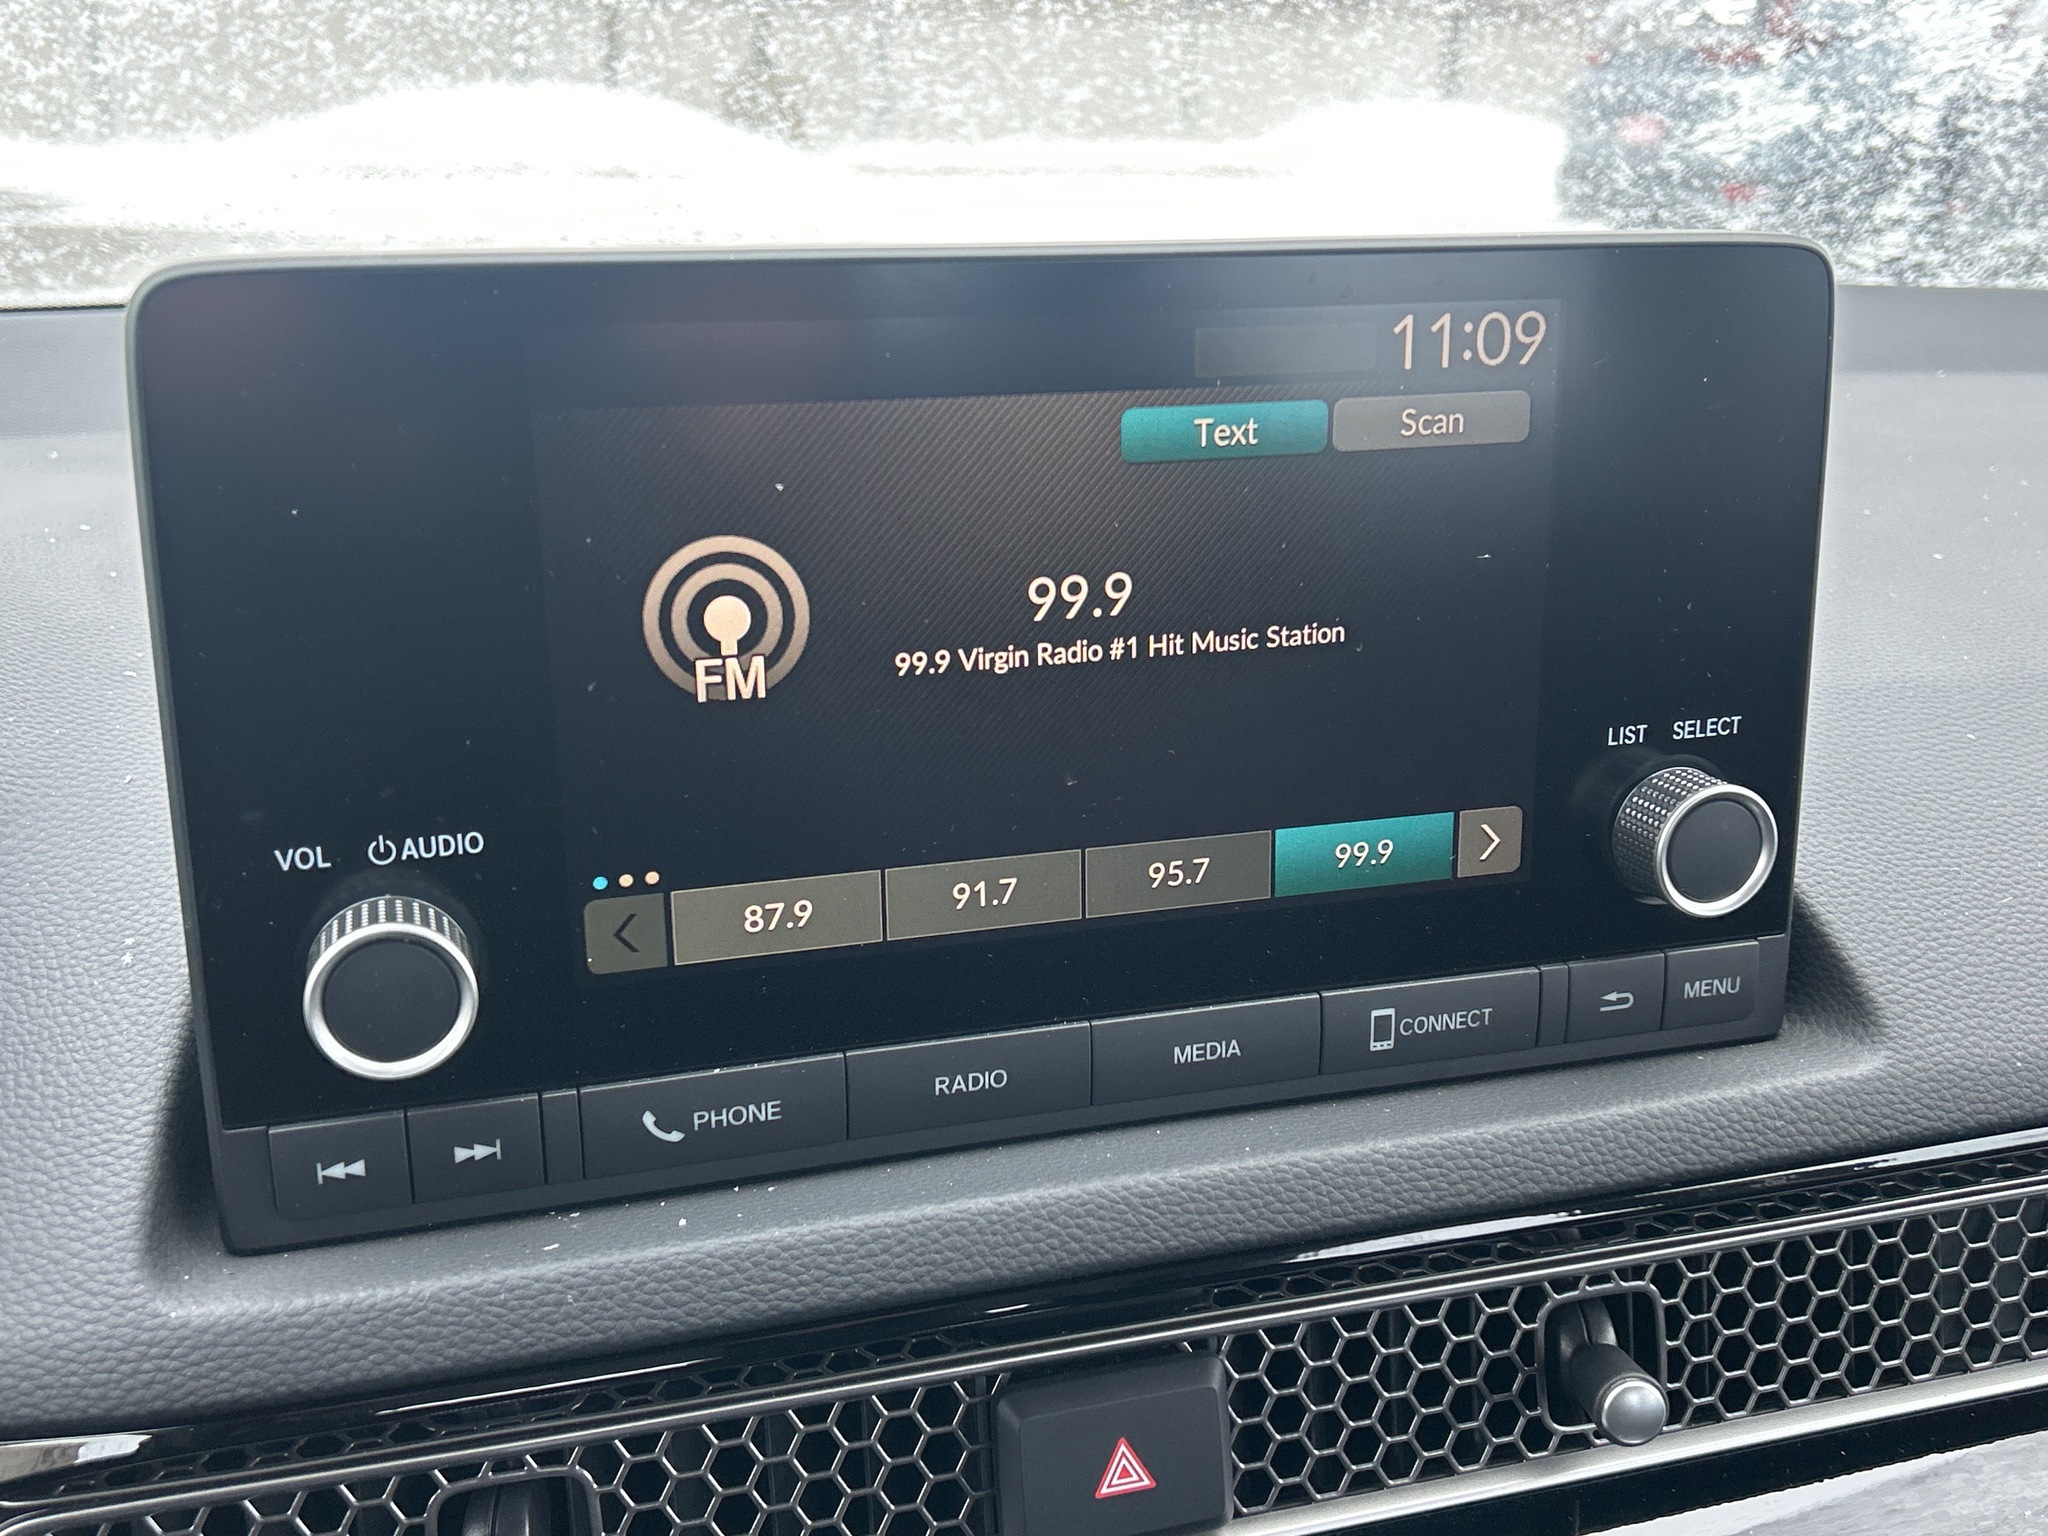 11:09
Text Scan
99.9
99.9 Virgin Radio #1 Hit Music Station
FM
LIST SELECT
VOL AUDIO
87.9 91.7 95.7 99.9
PHONE RADIO MEDIA CONNECT MENU